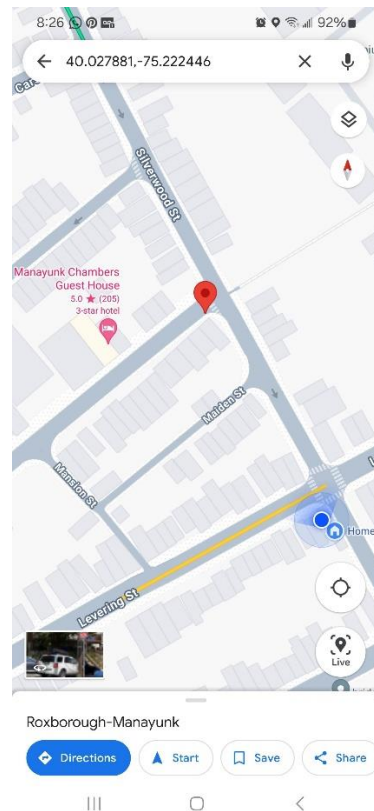 8:26
92%
40.027881,-75.222446
Silverwood St
Manayunk Chambers
Guest House
5.0 ★ (205)
3-star hotel
Maiden St
Mansion St
Levering St
Home
Live
Roxborough-Manayunk
Directions
Start
Save
Share